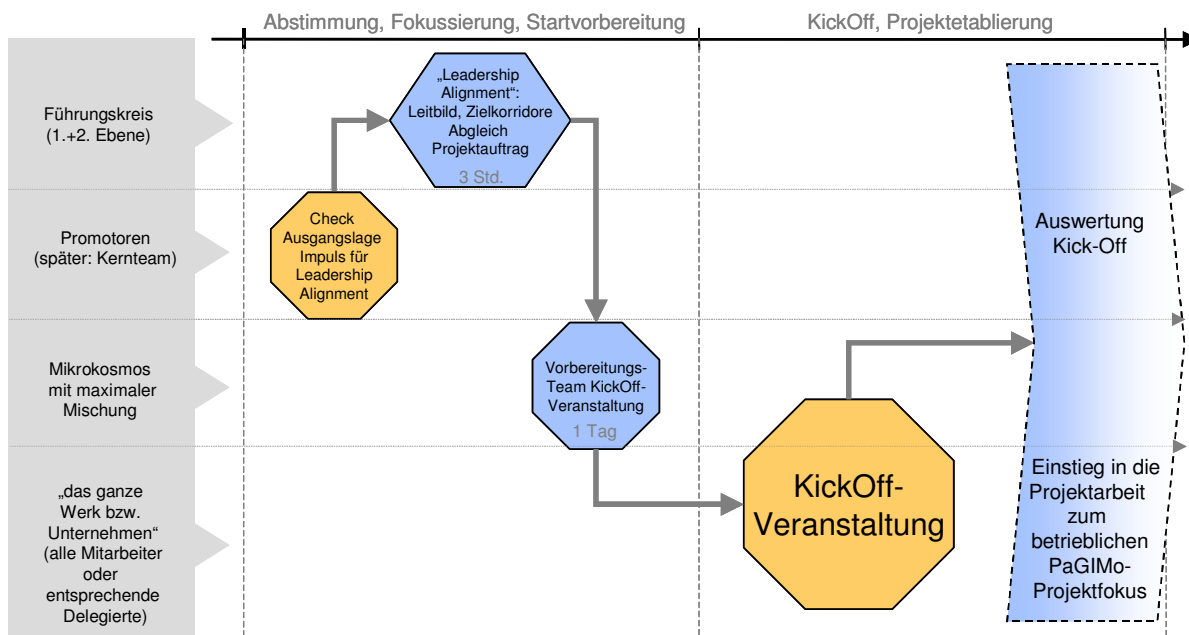 Abstimmung, Fokussierung, Startvorbereitung
KickOff, Projektetablierung
Führungskreis
(1.+2. Ebene)
„Leadership
Alignment“:
Leitbild, Zielkorridore
Abgleich
Projektauftrag
3 Std.
Promotoren
(später: Kernteam)
Check
Ausgangslage
Impuls für
Leadership
Alignment
Auswertung
Kick-Off
Mikrokosmos
mit maximaler
Mischung
Vorbereitungs-
Team KickOff-
Veranstaltung
1 Tag
„das ganze
Werk bzw.
Unternehmen“
(alle Mitarbeiter
oder
entsprechende
Delegierte)
KickOff-
Veranstaltung
Einstieg in die
Projektarbeit
zum
betrieblichen
PaGIMo-
Projektfokus